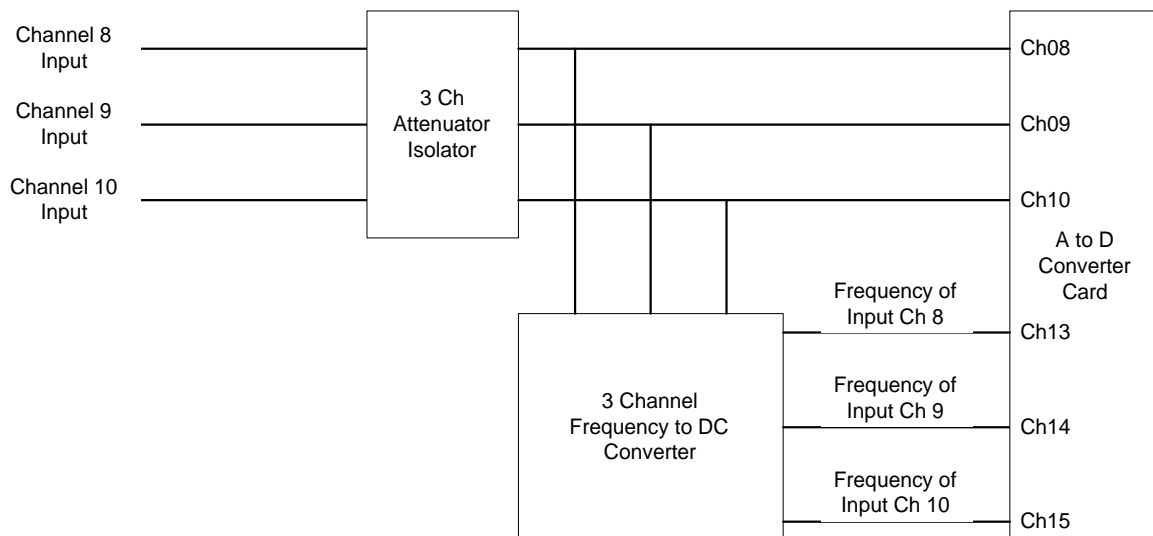 Channel 8
Input
Channel 9
Input
Channel 10
Input
3 Ch
Attenuator
Isolator
Ch08
Ch09
Ch10
A to D
Converter
Card
Frequency of
Input Ch 8
Ch13
3 Channel
Frequency to DC
Converter
Frequency of
Input Ch 9
Ch14
Frequency of
Input Ch 10
Ch15